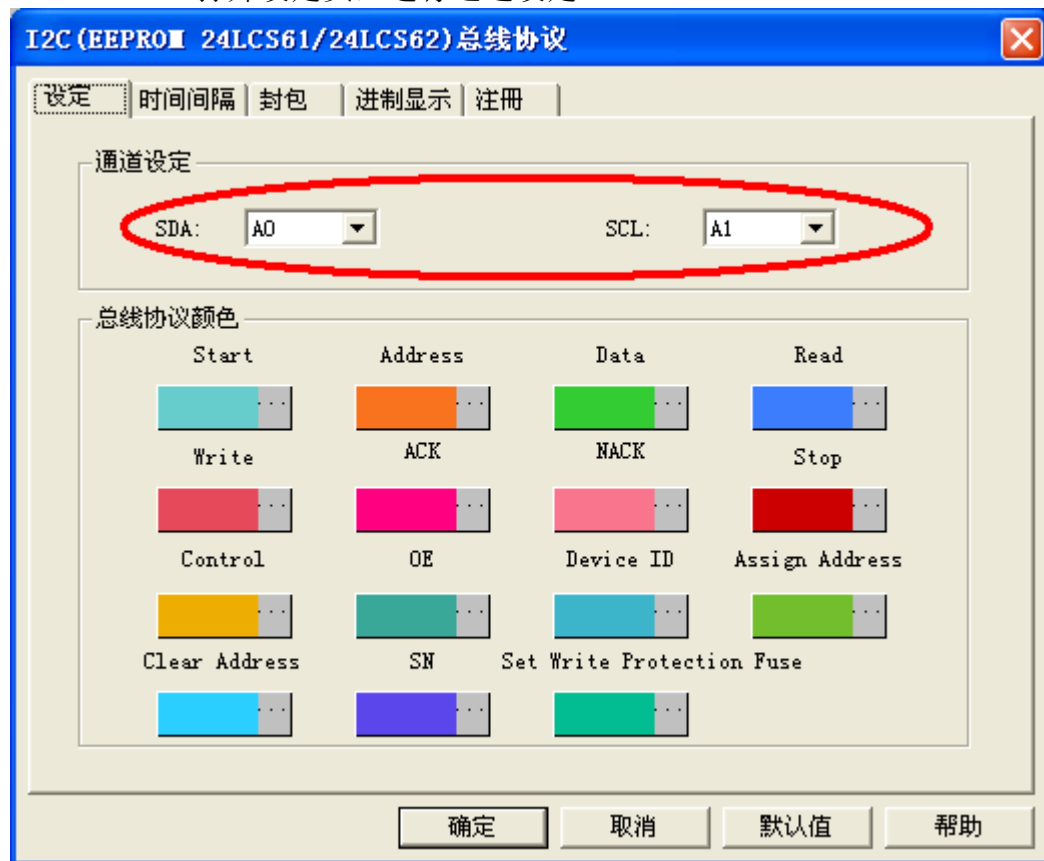 I2C(EEPROM 24LCS61/24LCS62)总线协议
设定 时间间隔 封包 进制显示 注册
通道设定
SDA: A0 SCL: A1
总线协议颜色
Start Address Data Read
... ... ... ...
Write ACK NACK Stop
... ... ... ...
Control OE Device ID Assign Address
... ... ... ...
Clear Address SN Set Write Protection Fuse
... ... ...
确定 取消 默认值 帮助